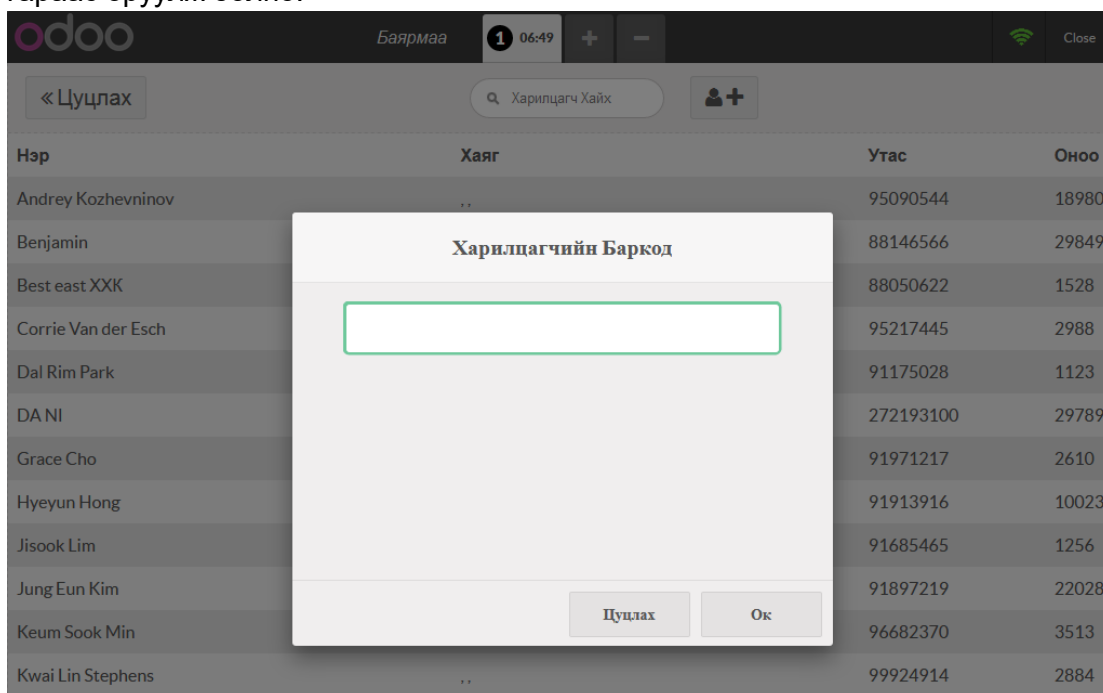 odoo Баярмаа 1 06:49 + − Close
«Цуцлах Харилцагч Хайх +
Нэр Хаяг Утас Оноо
Andrey Kozhevninov , , 95090544 18980
Benjamin 88146566 29849
Best east ХХК 88050622 1528
Corrie Van der Esch 95217445 2988
Dal Rim Park 91175028 1123
DA NI 272193100 29789
Grace Cho 91971217 2610
Hyeyun Hong 91913916 10023
Jisook Lim 91685465 1256
Jung Eun Kim 91897219 22028
Keum Sook Min 96682370 3513
Kwai Lin Stephens , , 99924914 2884
Харилцагчийн Баркод
Цуцлах Ок